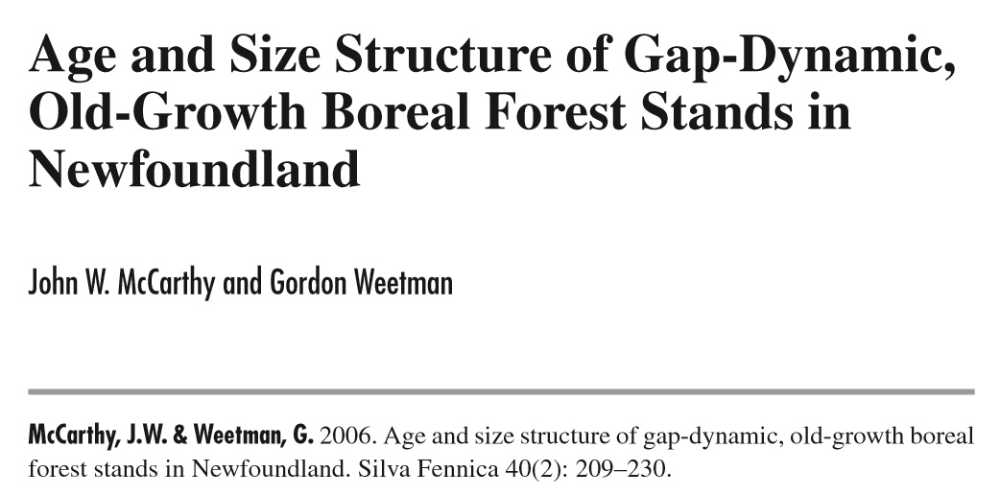 Age and Size Structure of Gap-Dynamic,
Old-Growth Boreal Forest Stands in
Newfoundland
John W. McCarthy and Gordon Weetman
McCarthy, J.W. & Weetman, G. 2006. Age and size structure of gap-dynamic, old-growth boreal
forest stands in Newfoundland. Silva Fennica 40(2): 209–230.